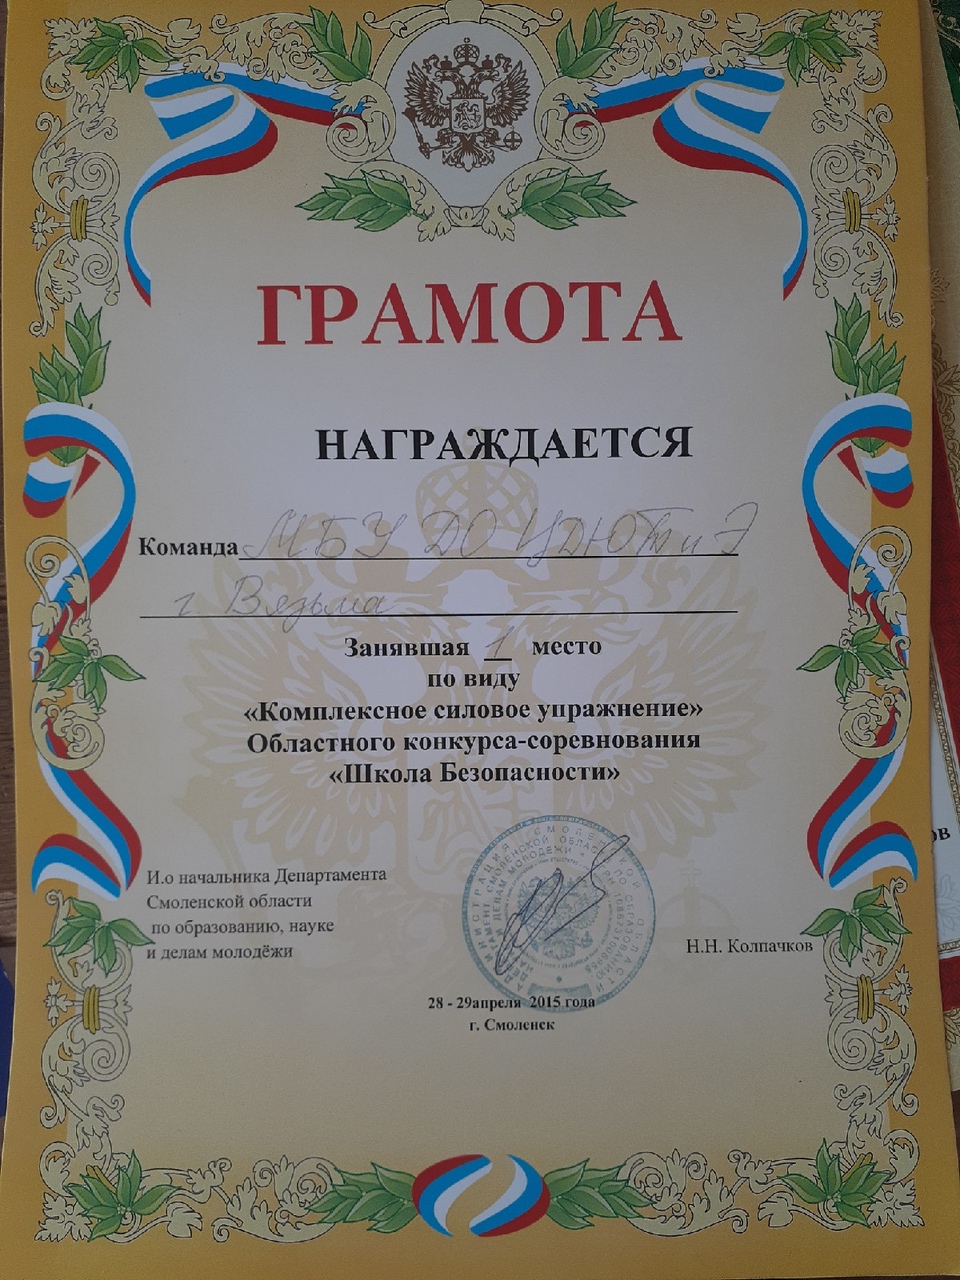 ГРАМОТА
НАГРАЖДАЕТСЯ
Команда МБУ ДО ЦДЮТиЭ
г. Вязьма
Занявшая 1 место
по виду
«Комплексное силовое упражнение»
Областного конкурса-соревнования
«Школа Безопасности»
И.о начальника Департамента
Смоленской области
по образованию, науке
и делам молодёжи
Н.Н. Колпачков
28 - 29апреля 2015 года
г. Смоленск
ов